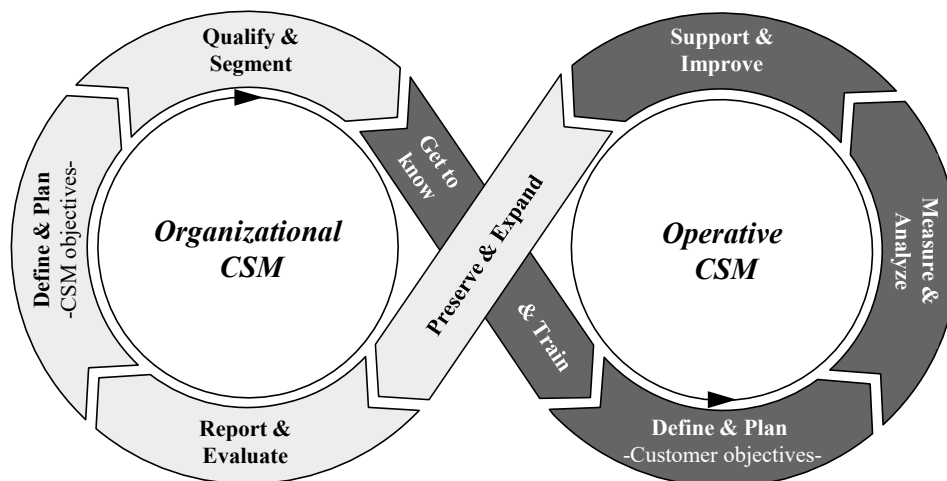 Qualify &
Segment
Support &
Improve
Get to
know
Define & Plan
-CSM objectives-
Organizational
CSM
Preserve & Expand
Operative
CSM
Measure &
Analyze
& Train
Report &
Evaluate
Define & Plan
-Customer objectives-